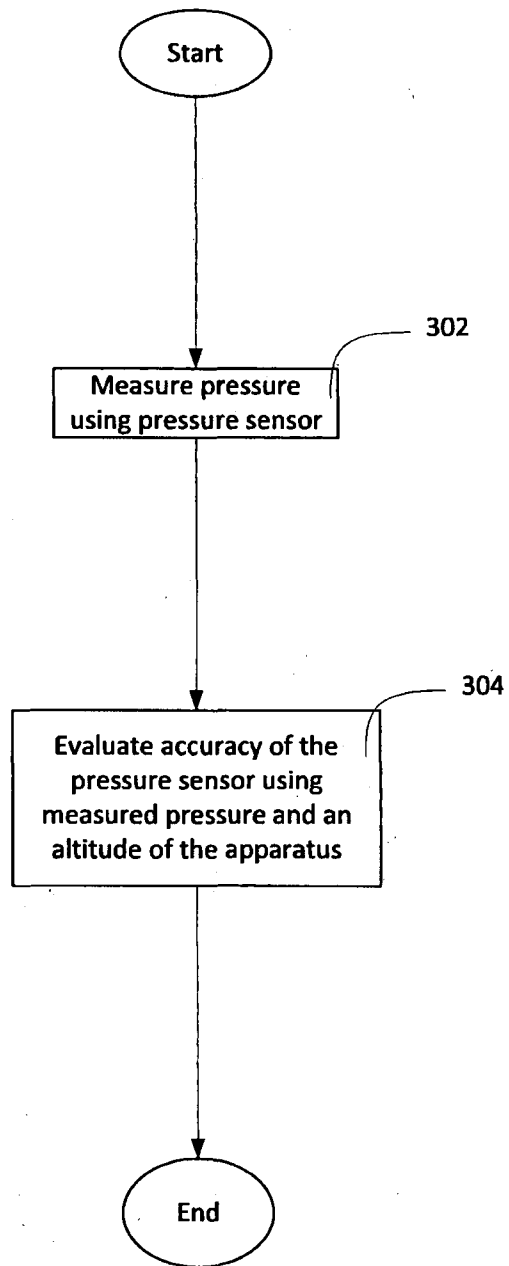 Start
302
Measure pressure
using pressure sensor
304
Evaluate accuracy of the
pressure sensor using
measured pressure and an
altitude of the apparatus
End